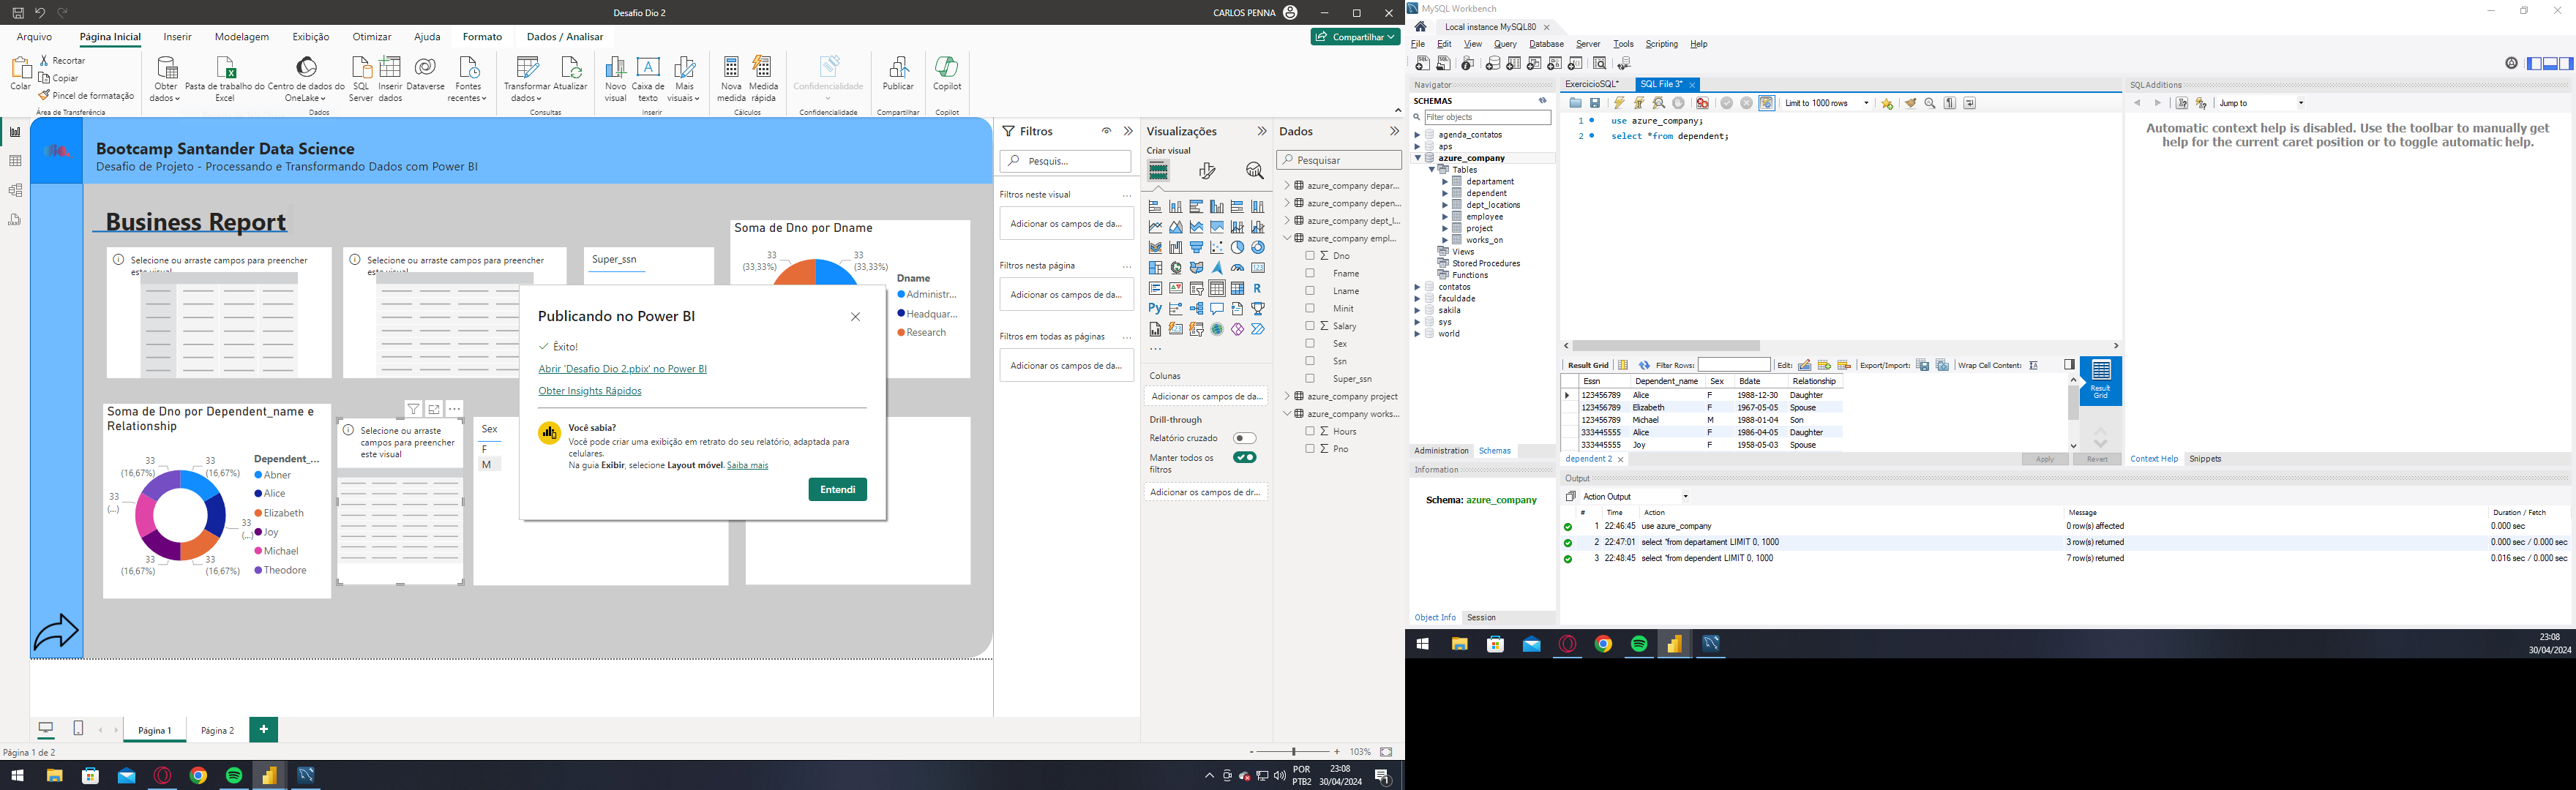 Desafio Dio 2
CARLOS PENNA
Arquivo
Página Inicial
Inserir
Modelagem
Exibição
Otimizar
Ajuda
Formato
Dados / Analisar
Compartilhar
Colar
Recortar
Copiar
Pincel de formatação
Área de Transferência
Obter dados
Pasta de trabalho do Excel
Centro de dados do OneLake
SQL Server
Inserir dados
Dataverse
Fontes recentes
Dados
Transformar dados
Atualizar
Consultas
Novo visual
Caixa de texto
Mais visuais
Inserir
Nova medida
Medida rápida
Cálculos
Confidencialidade
Confidencialidade
Publicar
Compartilhar
Copilot
Copilot
Bootcamp Santander Data Science
Desafio de Projeto - Processando e Transformando Dados com Power BI
Business Report
Selecione ou arraste campos para preencher
Selecione ou arraste campos para preencher
Super_ssn
Soma de Dno por Dname
33
(33,33%)
33
(33,33%)
Dname
Administr...
Headquar...
Research
Publicando no Power BI
Êxito!
Abrir 'Desafio Dio 2.pbix' no Power BI
Obter Insights Rápidos
Você sabia?
Você pode criar uma exibição em retrato do seu relatório, adaptada para
celulares.
Na guia Exibir, selecione Layout móvel. Saiba mais
Entendi
Soma de Dno por Dependent_name e
Relationship
33
(16,67%)
33
(16,67%)
33
(...)
33
(...)
33
(16,67%)
33
(16,67%)
Dependent_...
Abner
Alice
Elizabeth
Joy
Michael
Theodore
Selecione ou arraste
campos para preencher
este visual
Sex
F
M
Filtros
Pesquis...
Filtros neste visual
Adicionar os campos de da...
Filtros nesta página
Adicionar os campos de da...
Filtros em todas as páginas
Adicionar os campos de da...
Visualizações
Criar visual
R
Py
Colunas
Adicionar os campos de da...
Drill-through
Relatório cruzado
Manter todos os
filtros
Adicionar os campos de dr...
Dados
Pesquisar
azure_company depar...
azure_company depen...
azure_company dept_l...
azure_company empl...
Dno
Fname
Lname
Minit
Salary
Sex
Ssn
Super_ssn
azure_company project
azure_company works...
Hours
Pno
Página 1
Página 2
Página 1 de 2
103%
POR
PTB2
23:08
30/04/2024
MySQL Workbench
Local instance MySQL80
File Edit View Query Database Server Tools Scripting Help
Navigator
SCHEMAS
Filter objects
agenda_contatos
aps
azure_company
Tables
departament
dependent
dept_locations
employee
project
works_on
Views
Stored Procedures
Functions
contatos
faculdade
sakila
sys
world
Administration Schemas
Information
Schema: azure_company
Object Info Session
ExercicioSQL*
SQL File 3*
Limit to 1000 rows
1 use azure_company;
2 select *from dependent;
Result Grid
Filter Rows:
Edit:
Export/Import:
Wrap Cell Content:
Essn Dependent_name Sex Bdate Relationship
123456789 Alice F 1988-12-30 Daughter
123456789 Elizabeth F 1967-05-05 Spouse
123456789 Michael M 1988-01-04 Son
333445555 Alice F 1986-04-05 Daughter
333445555 Joy F 1958-05-03 Spouse
Result Grid
dependent 2
Apply
Revert
SQLAdditions
Jump to
Automatic context help is disabled. Use the toolbar to manually get
help for the current caret position or to toggle automatic help.
Context Help Snippets
Output
Action Output
# Time Action Message Duration / Fetch
1 22:46:45 use azure_company 0 row(s) affected 0.000 sec
2 22:47:01 select *from departament LIMIT 0, 1000 3 row(s) returned 0.000 sec / 0.000 sec
3 22:48:45 select *from dependent LIMIT 0, 1000 7 row(s) returned 0.016 sec / 0.000 sec
23:08
30/04/2024